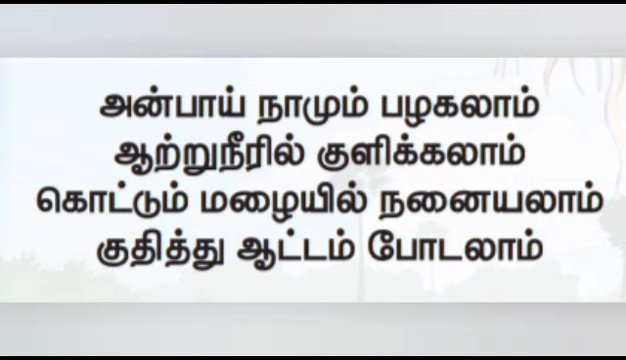 அன்பாய் நாமும் பழகலாம்
ஆற்றுநீரில் குளிக்கலாம்
கொட்டும் மழையில் நனையலாம்
குதித்து ஆட்டம் போடலாம்